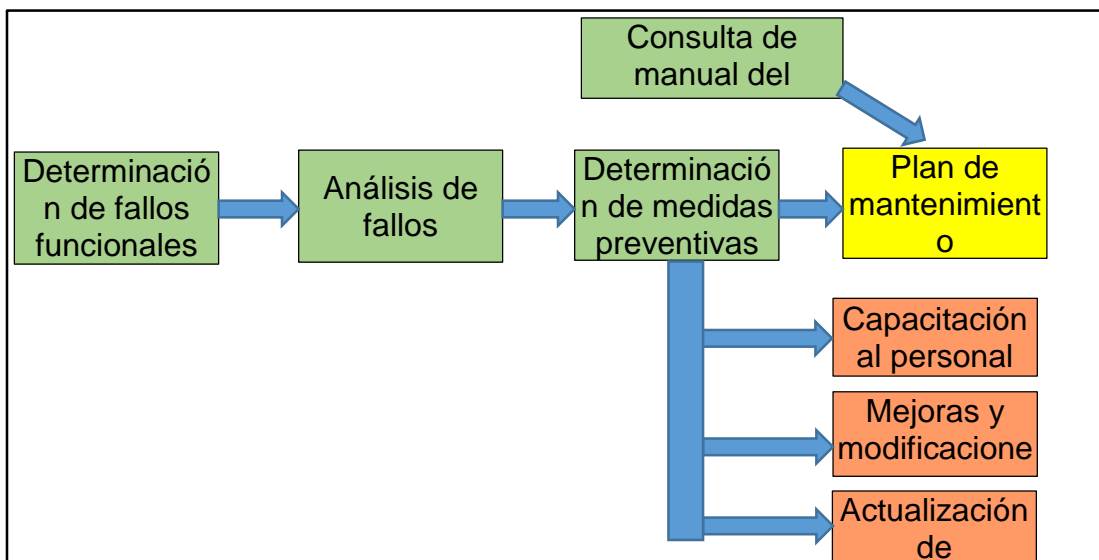 Consulta de
manual del
Determinació
n de fallos
funcionales
Análisis de
fallos
Determinació
n de medidas
preventivas
Plan de
mantenimient
o
Capacitación
al personal
Mejoras y
modificacione
Actualización
de